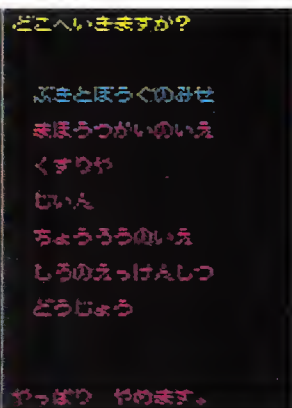 どこへいきますか?
ぶきとぼうぐのみせ
まほうつかいのいえ
くすりや
じいん
ちょうろうのいえ
しろのえっけんしつ
どうじょう
やっぱり やめます。